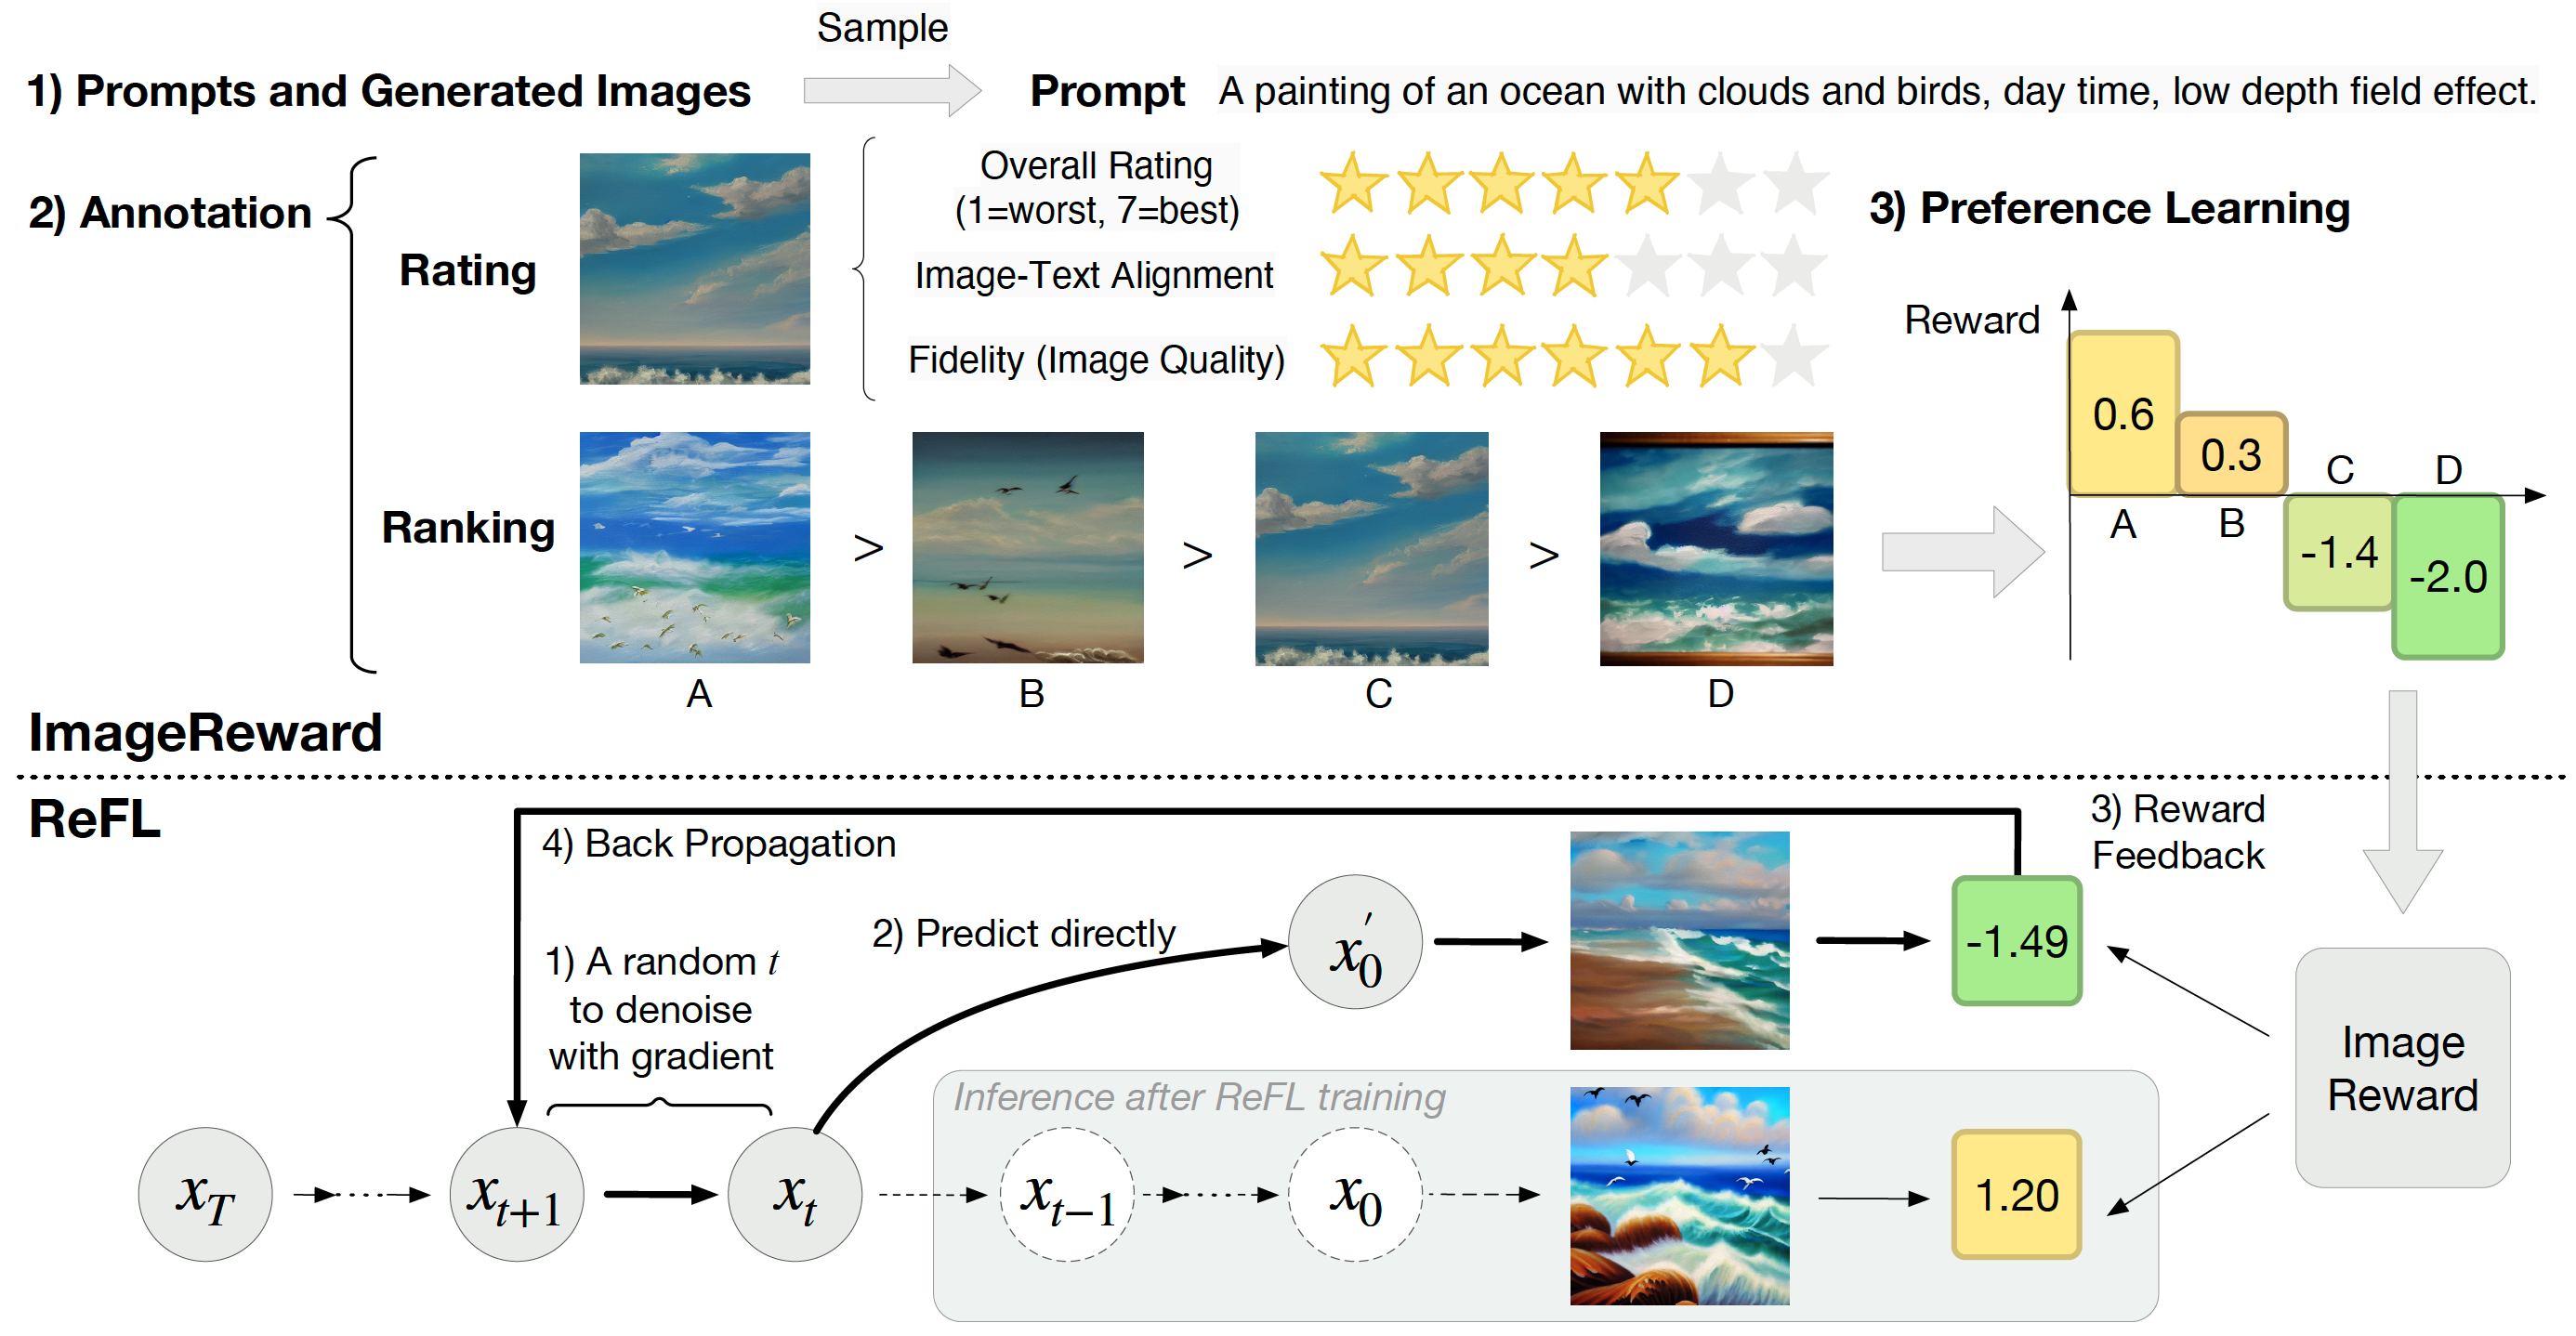 Sample
1) Prompts and Generated Images
Prompt A painting of an ocean with clouds and birds, day time, low depth field effect.
2) Annotation
Rating
Overall Rating
(1=worst, 7=best)
Image-Text Alignment
Fidelity (Image Quality)
Ranking
>
>
>
A
B
C
D
3) Preference Learning
Reward
0.6
0.3
-1.4
-2.0
A
B
C
D
ImageReward
ReFL
4) Back Propagation
1) A random t
to denoise
with gradient
2) Predict directly
x₀′
-1.49
3) Reward
Feedback
Image
Reward
Inference after ReFL training
x_T
x_{t+1}
x_t
x_{t−1}
x₀
1.20